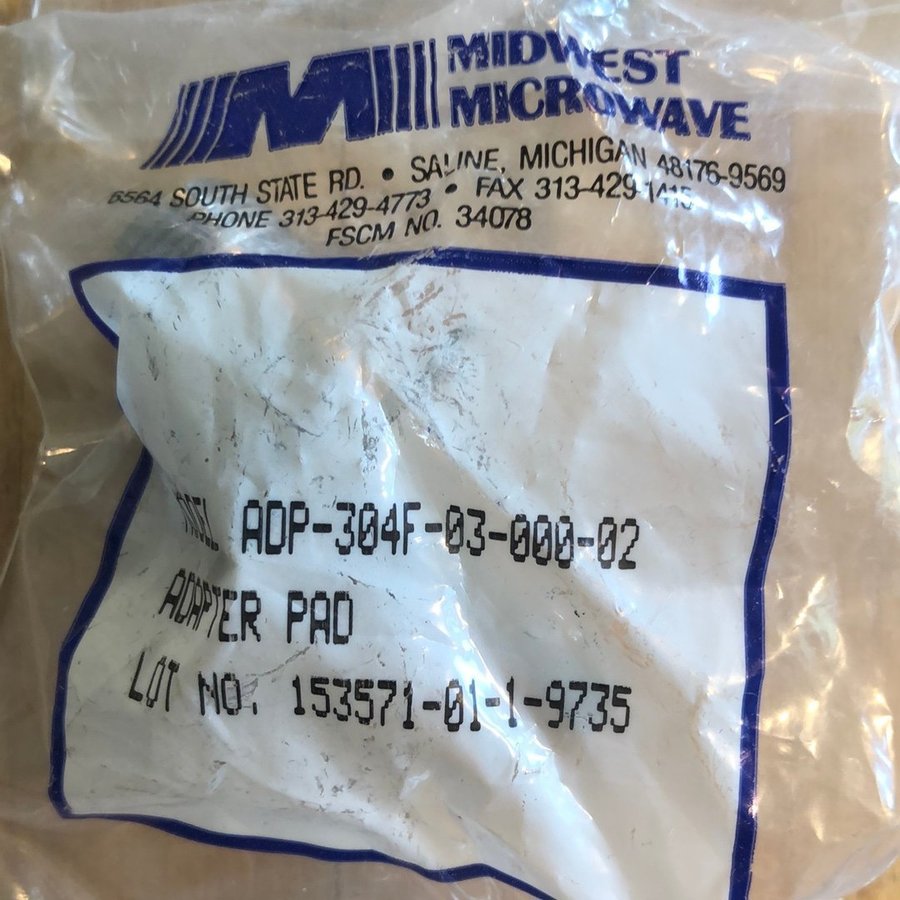 MIDWEST
MICROWAVE
6564 SOUTH STATE RD. • SALINE, MICHIGAN 48176-9569
PHONE 313-429-4773 • FAX 313-429-1415
FSCM NO. 34078
MODEL ADP-304F-03-000-02
ADAPTER PAD
LOT NO. 153571-01-1-9735